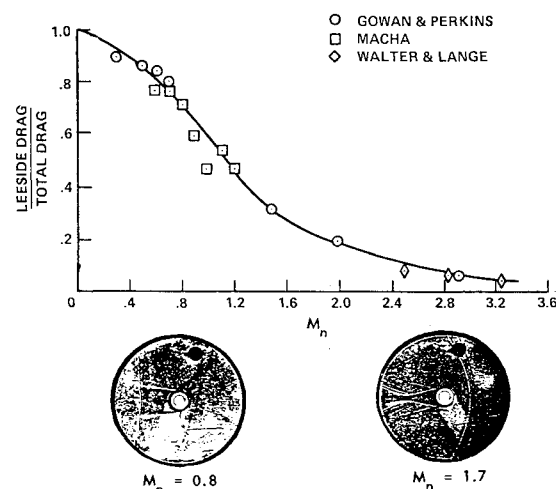 GOWAN & PERKINS
MACHA
WALTER & LANGE
LEESIDE DRAG
TOTAL DRAG
1.0
.8
.6
.4
.2
0 .4 .8 1.2 1.6 2.0 2.4 2.8 3.2 3.6
Mn
Mn = 0.8 Mn = 1.7